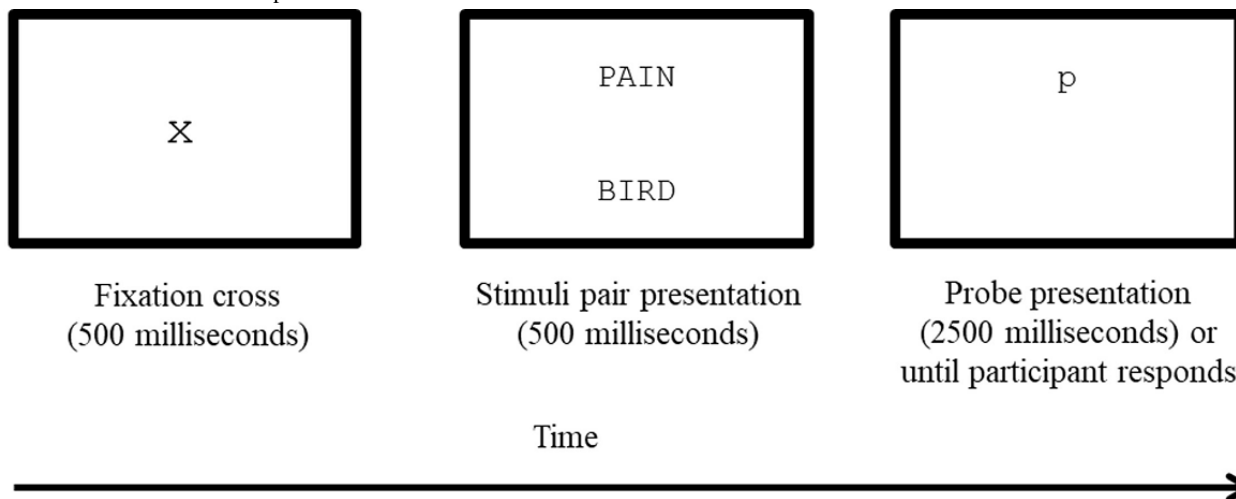 X
PAIN
BIRD
p
Fixation cross
(500 milliseconds)
Stimuli pair presentation
(500 milliseconds)
Probe presentation
(2500 milliseconds) or
until participant responds
Time